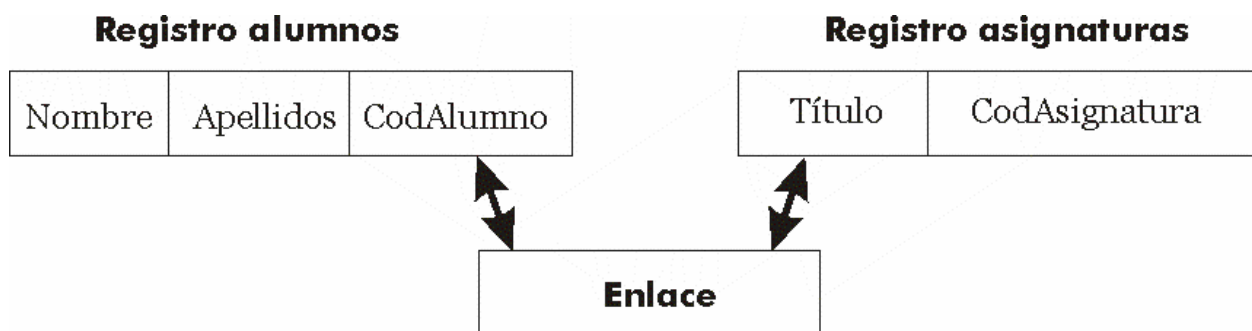 Registro alumnos
Registro asignaturas
Nombre Apellidos CodAlumno
Título CodAsignatura
Enlace